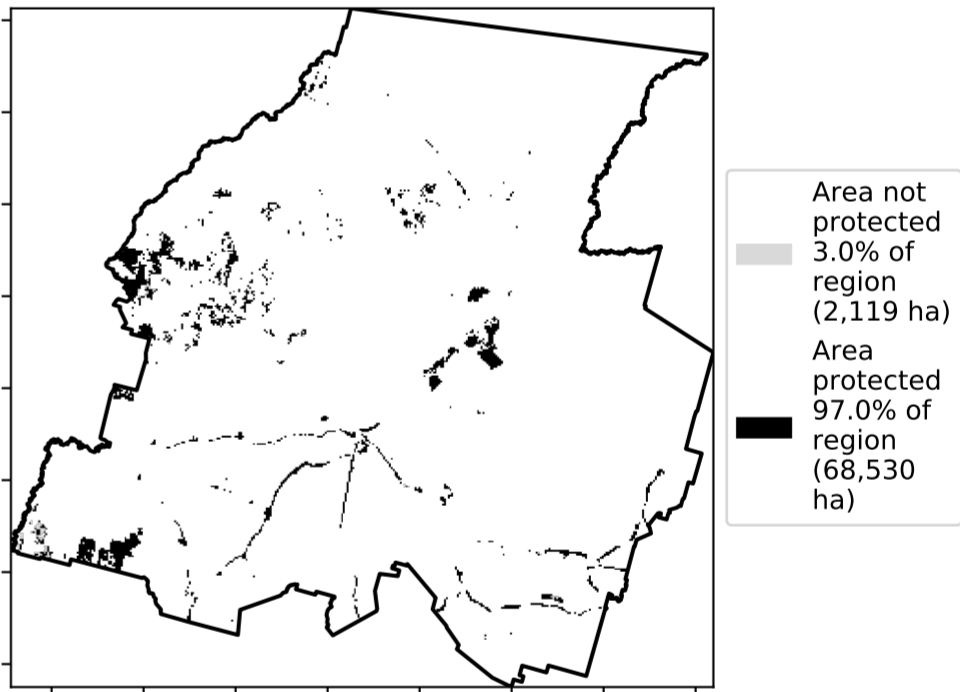 Area not
protected
3.0% of
region
(2,119 ha)
Area
protected
97.0% of
region
(68,530
ha)